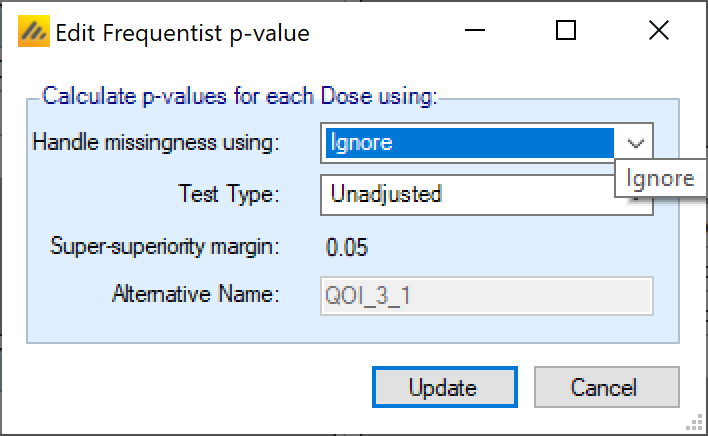 Edit Frequentist p-value
Calculate p-values for each Dose using:
Handle missingness using: Ignore
Ignore
Test Type: Unadjusted
Super-superiority margin: 0.05
Alternative Name: QOI_3_1
Update Cancel